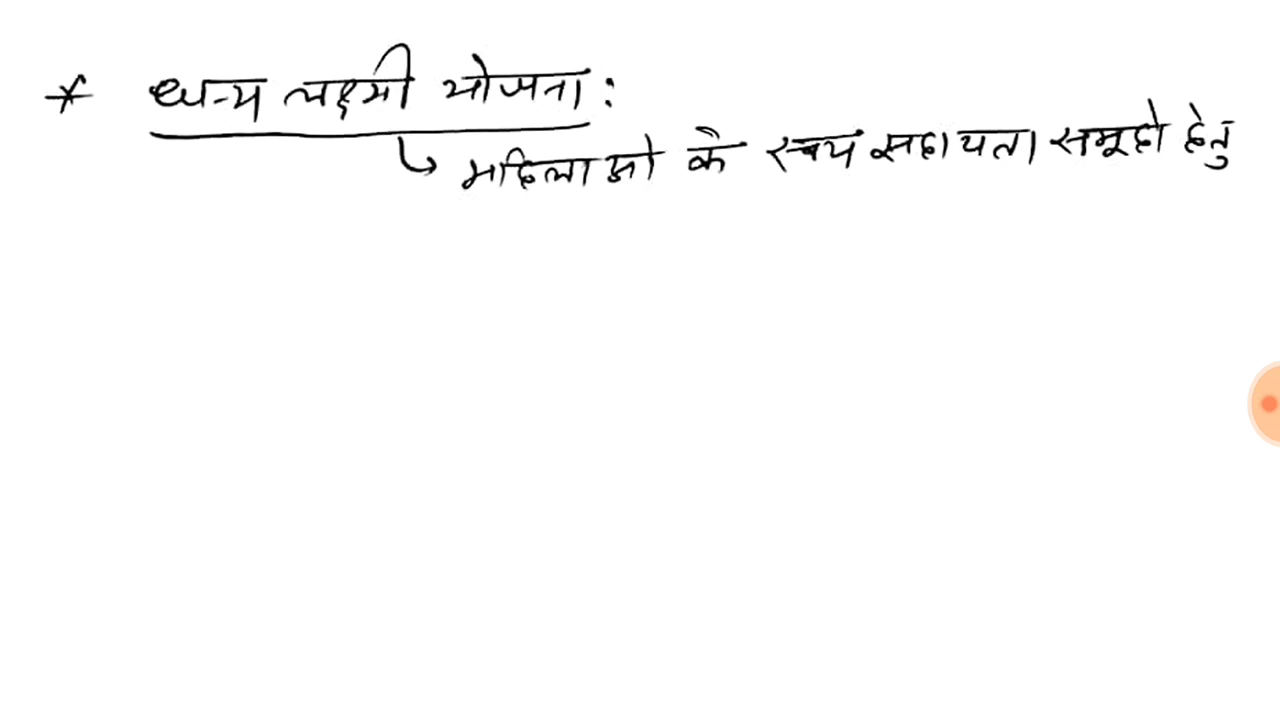 * धन्य लक्ष्मी योजना :
↳ महिलाओ के स्वय सहायता समूहो हेतु